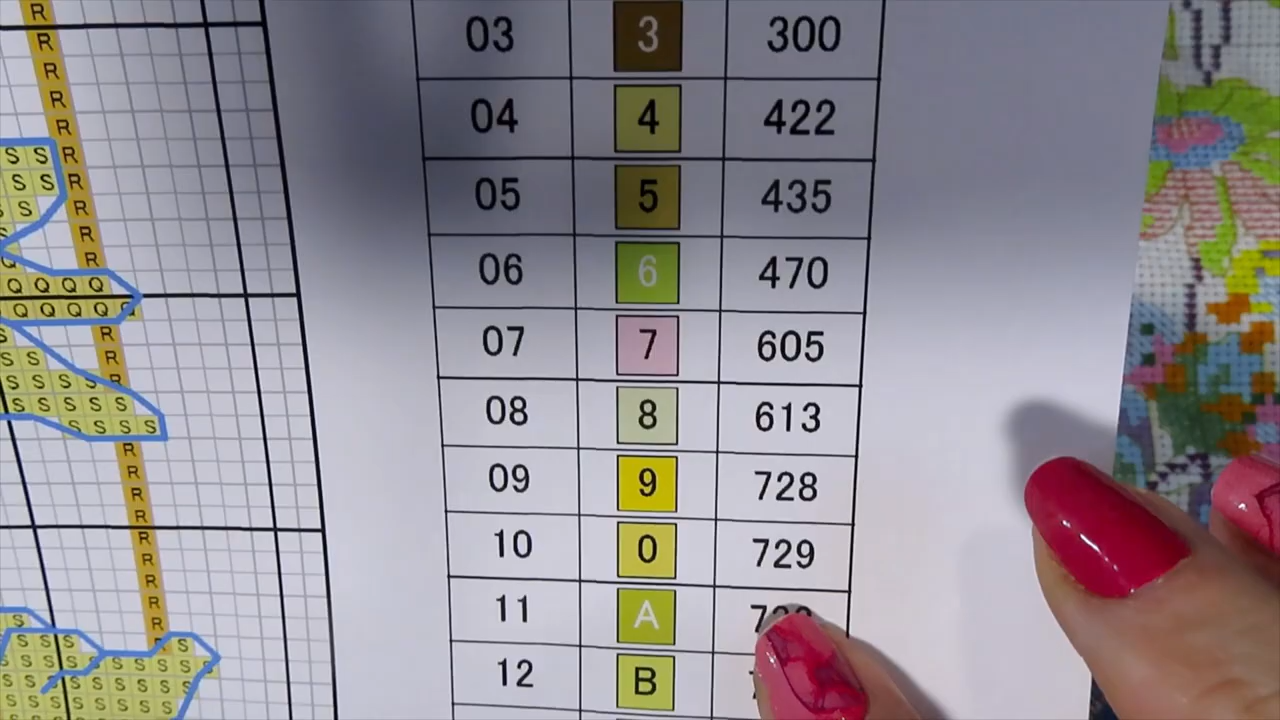 03 3 300
04 4 422
05 5 435
06 6 470
07 7 605
08 8 613
09 9 728
10 0 729
11 A
12 B
R
R
R
R
R
S S R
S S R
S R
R
Q R
Q Q Q Q
Q Q Q Q Q
S R
S S R
S S S S R
S S S S S
S S S S
R
R
R
R
R
R
R
R
R
S R
S S S S
S S S S S S S S
S S S S S S S S
S S S S S S S S